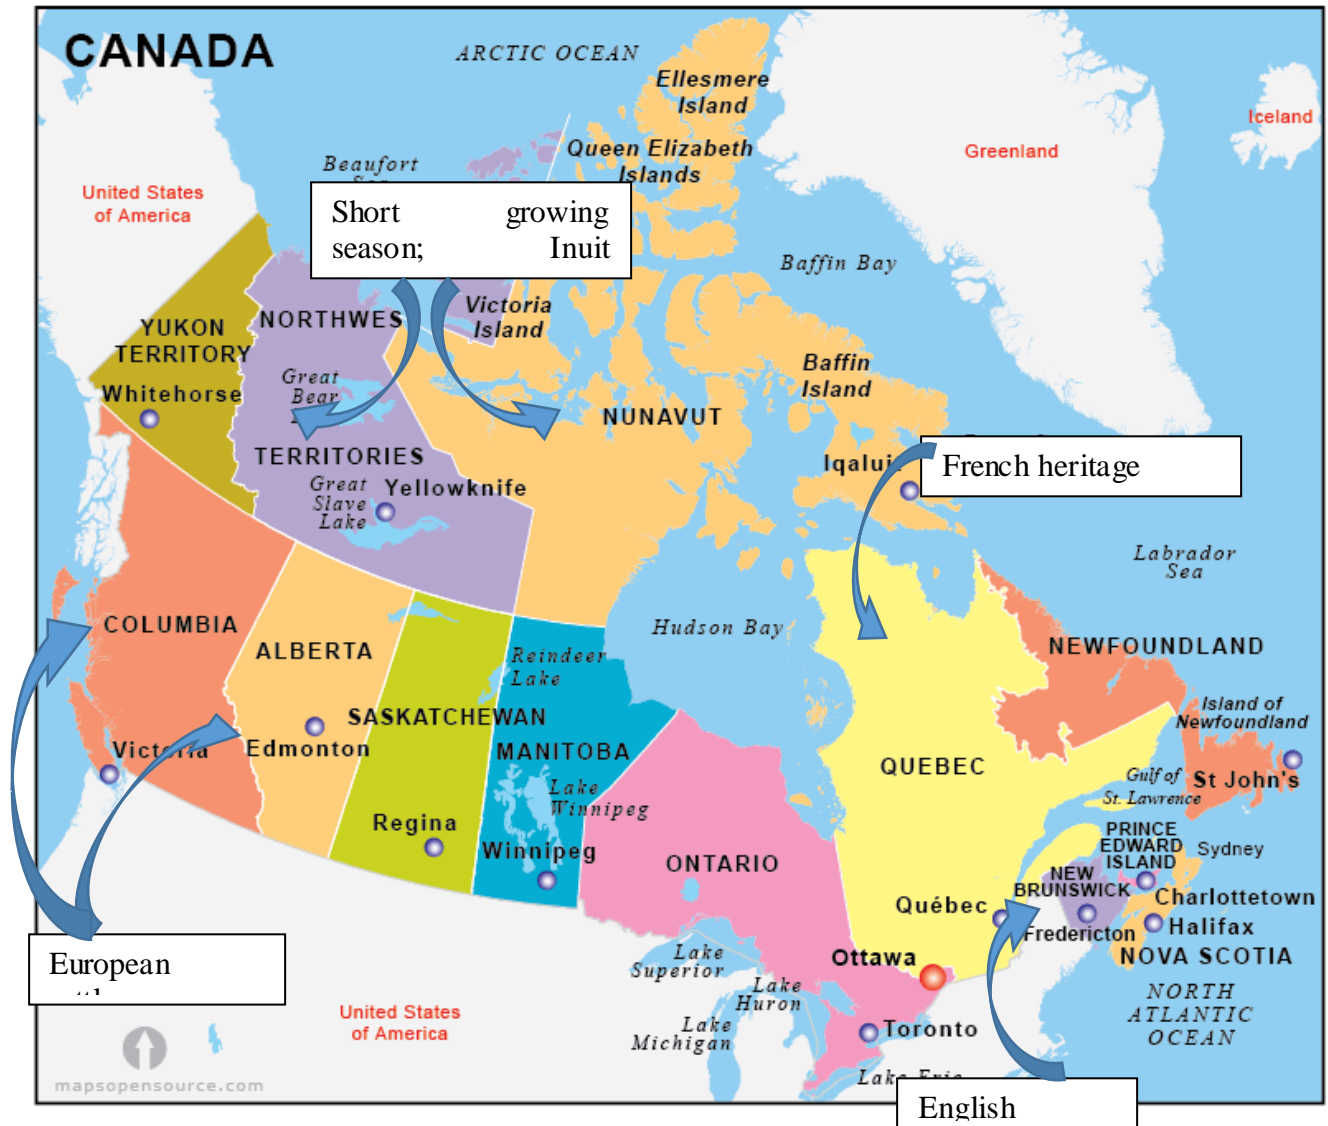 CANADA
ARCTIC OCEAN
Ellesmere
Island
Iceland
Queen Elizabeth
Islands
Greenland
Beaufort
United States
of America
Short growing
season; Inuit
Baffin Bay
Victoria
Island
NORTHWES
YUKON
TERRITORY
Baffin
Island
Great
Bear
Whitehorse
NUNAVUT
TERRITORIES
Iqalui
French heritage
Great
Slave
Lake
Yellowknife
Labrador
Sea
COLUMBIA
ALBERTA
Hudson Bay
NEWFOUNDLAND
Reindeer
Lake
SASKATCHEWAN
Island of
Newfoundland
Victoria
Edmonton
MANITOBA
QUEBEC
Gulf of
St. Lawrence
St John's
Lake
Winnipeg
Regina
Winnipeg
ONTARIO
PRINCE
EDWARD
ISLAND
Sydney
NEW
BRUNSWICK
Charlottetown
Québec
Fredericton
Halifax
NOVA SCOTIA
European
Ottawa
Lake
Superior
Lake
Huron
NORTH
ATLANTIC
OCEAN
United States
of America
Lake
Michigan
Toronto
Lake Erie
mapsopensource.com
English